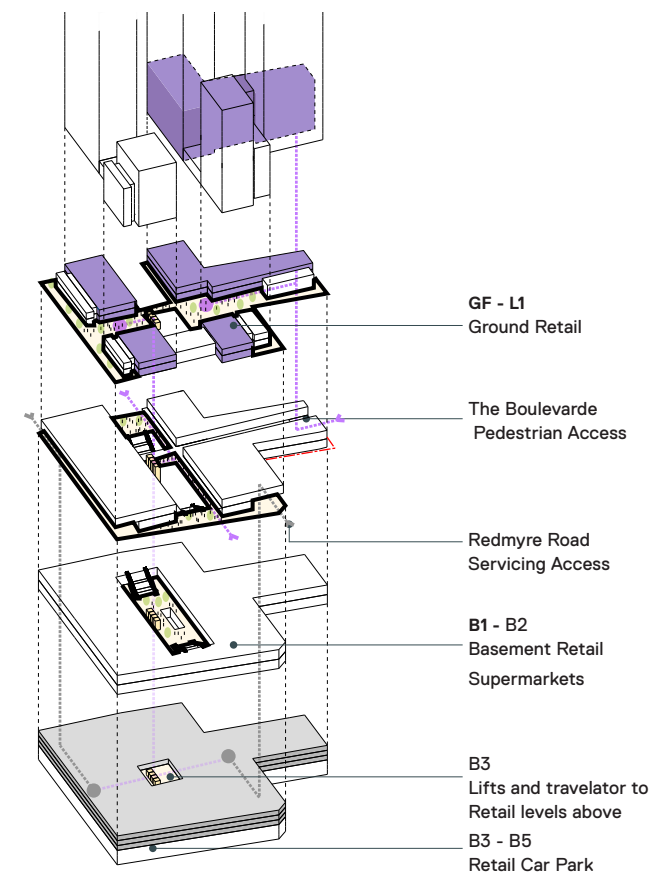 GF - L1
Ground Retail
The Boulevarde
Pedestrian Access
Redmyre Road
Servicing Access
B1 - B2
Basement Retail
Supermarkets
B3
Lifts and travelator to
Retail levels above
B3 - B5
Retail Car Park